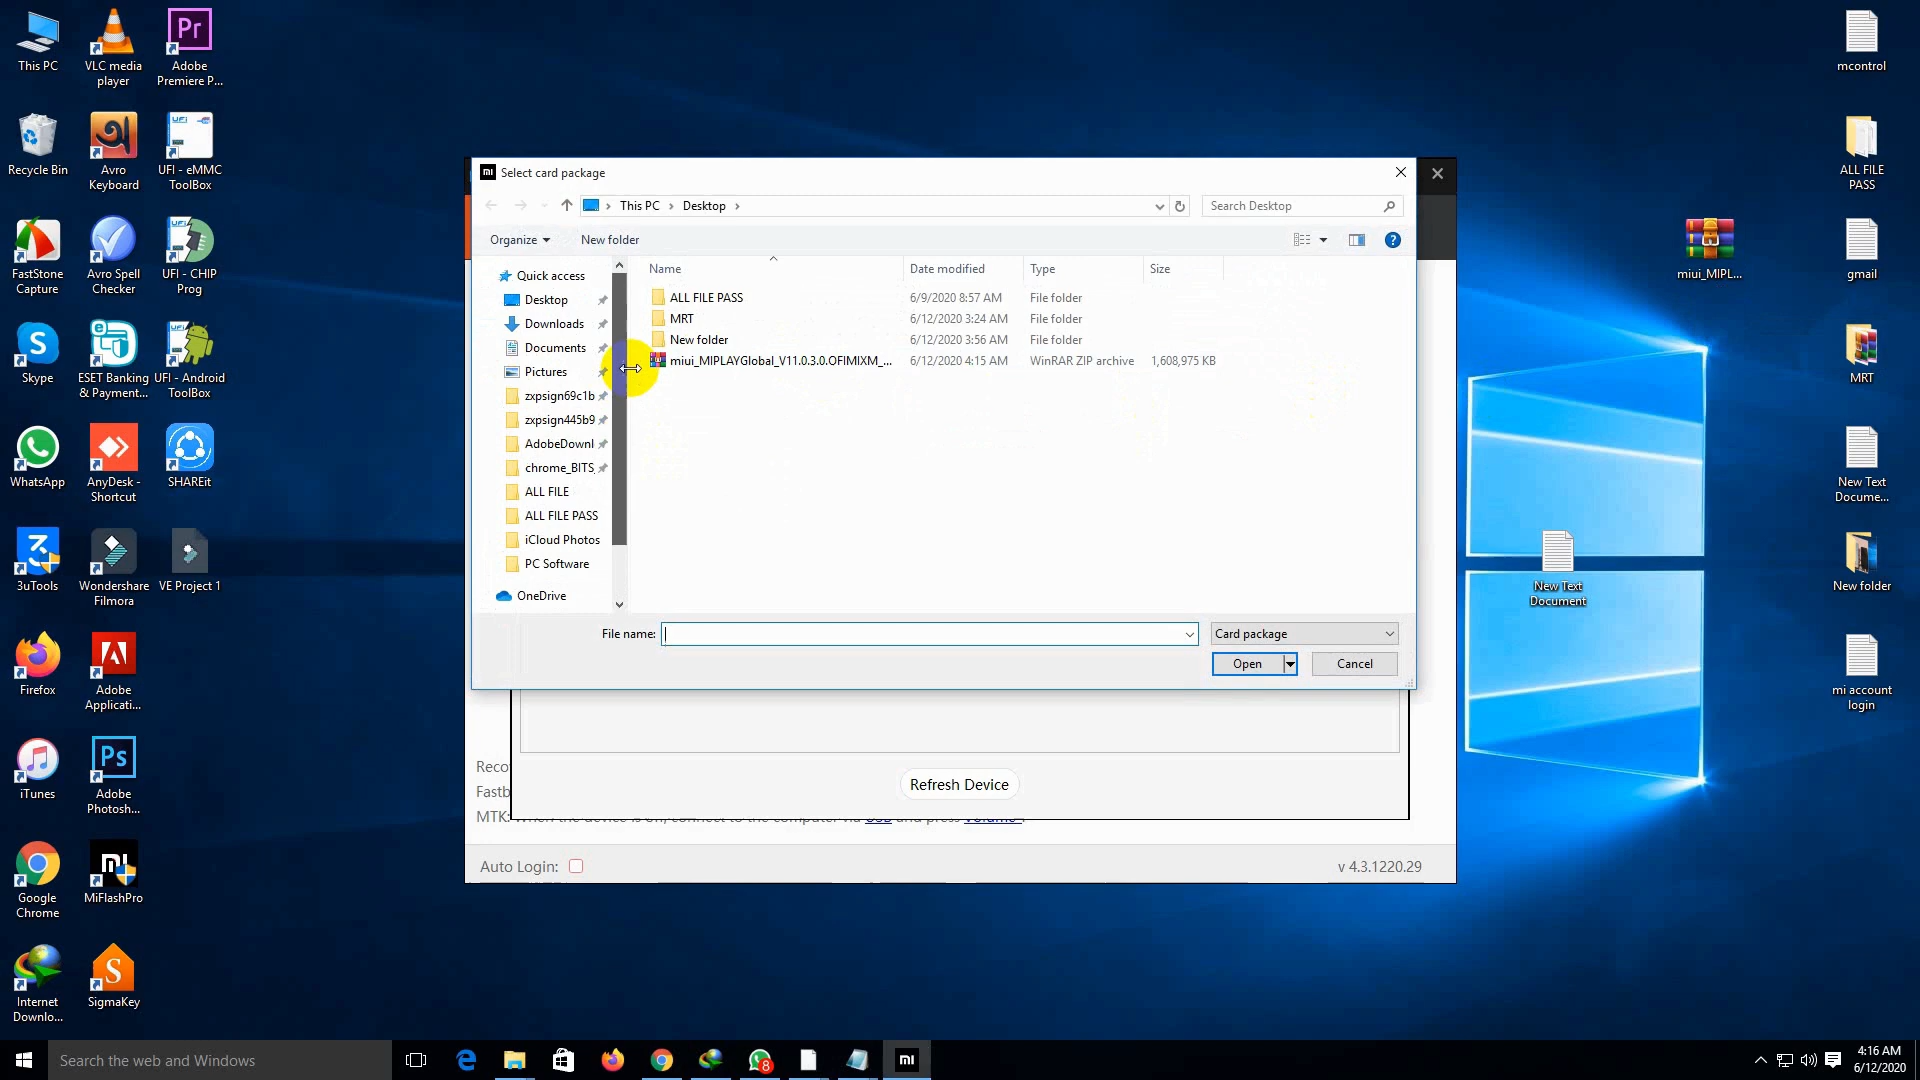 This PC
VLC media
player
Adobe
Premiere P...
Recycle Bin
Avro
Keyboard
UFI - eMMC
ToolBox
FastStone
Capture
Avro Spell
Checker
UFI - CHIP
Prog
Skype
ESET Banking
& Payment...
UFI - Android
ToolBox
WhatsApp
AnyDesk -
Shortcut
SHAREit
3uTools
Wondershare
Filmora
VE Project 1
Firefox
Adobe
Applicati...
iTunes
Adobe
Photosh...
Google
Chrome
MiFlashPro
Internet
Downlo...
SigmaKey
Select card package
This PC > Desktop >
Search Desktop
Organize
New folder
Quick access
Desktop
Downloads
Documents
Pictures
zxpsign69c1b
zxpsign445b9
AdobeDownl
chrome_BITS_
ALL FILE
ALL FILE PASS
iCloud Photos
PC Software
OneDrive
Name Date modified Type Size
ALL FILE PASS 6/9/2020 8:57 AM File folder
MRT 6/12/2020 3:24 AM File folder
New folder 6/12/2020 3:56 AM File folder
miui_MIPLAYGlobal_V11.0.3.0.OFIMIXM_... 6/12/2020 4:15 AM WinRAR ZIP archive 1,608,975 KB
File name:
Card package
Open
Cancel
Refresh Device
Reco
Fastb
MTK:
USB and press Volume-.
Auto Login:
v 4.3.1220.29
mcontrol
ALL FILE
PASS
miui_MIPL...
gmail
MRT
New Text
Docume...
New Text
Document
New folder
mi account
login
Search the web and Windows
8
4:16 AM
6/12/2020